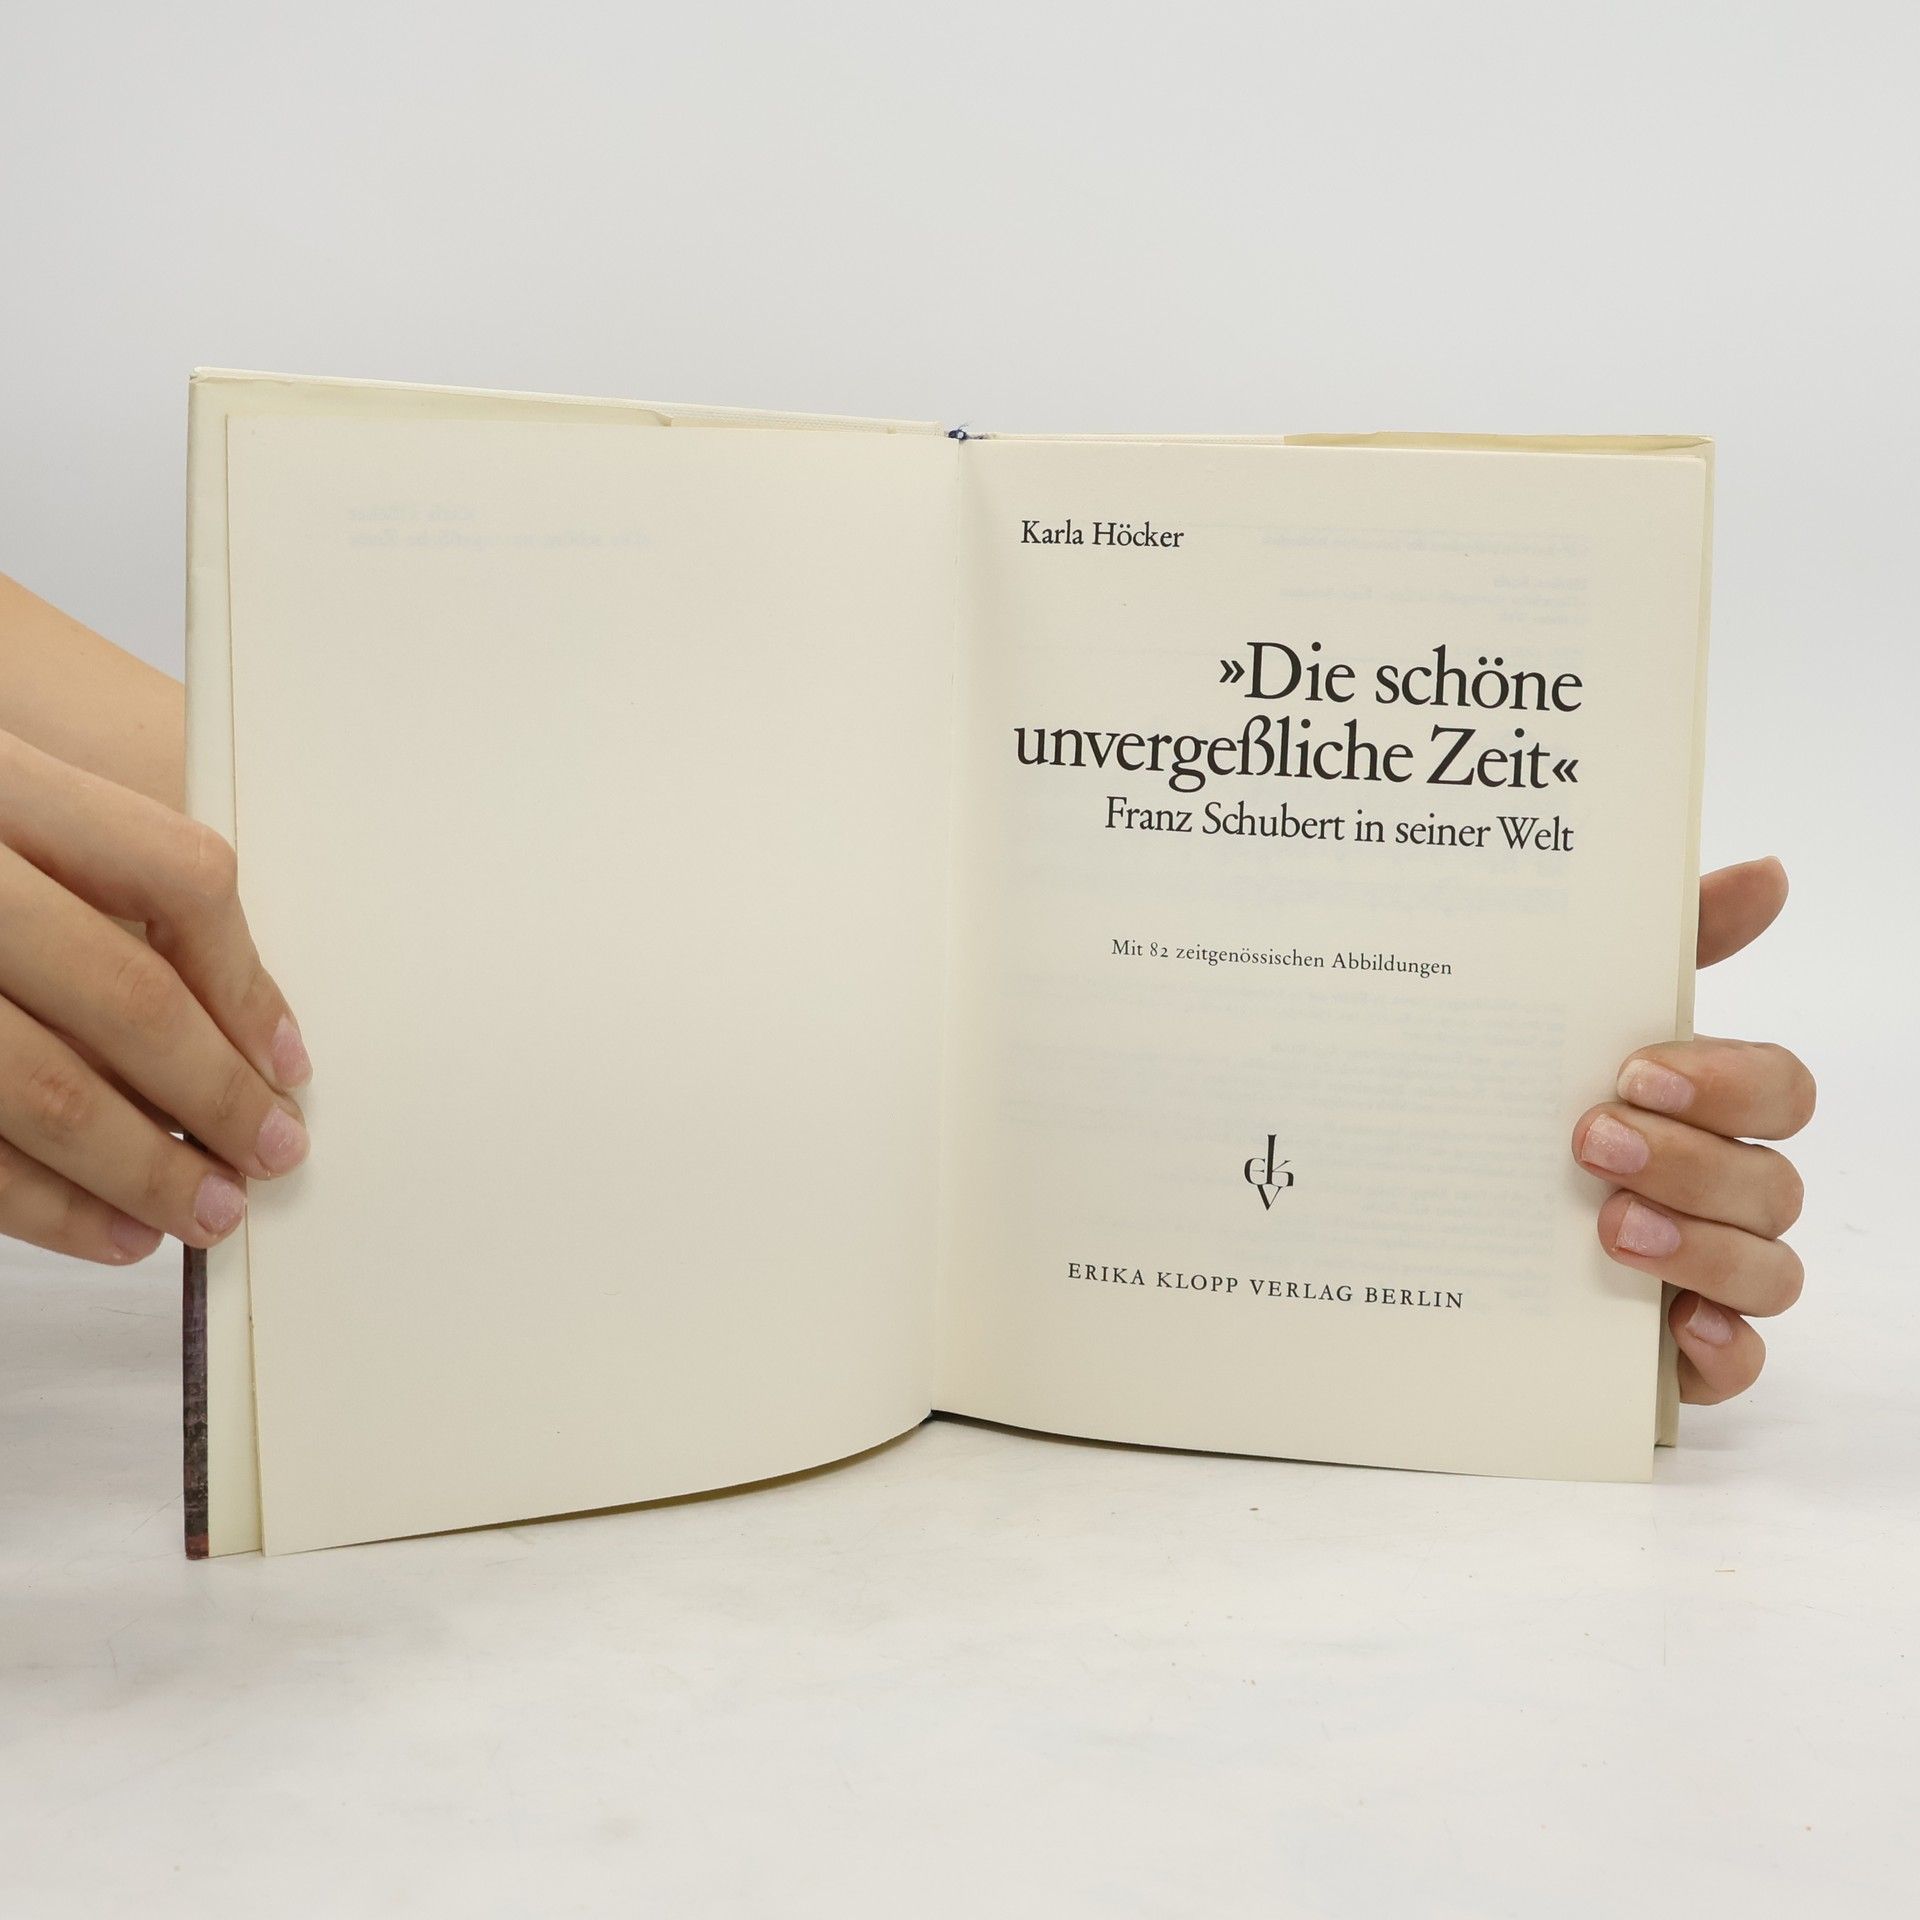 Karla Höcker
»Die schöne
unvergeßliche Zeit«
Franz Schubert in seiner Welt
Mit 82 zeitgenössischen Abbildungen
ekv
ERIKA KLOPP VERLAG BERLIN